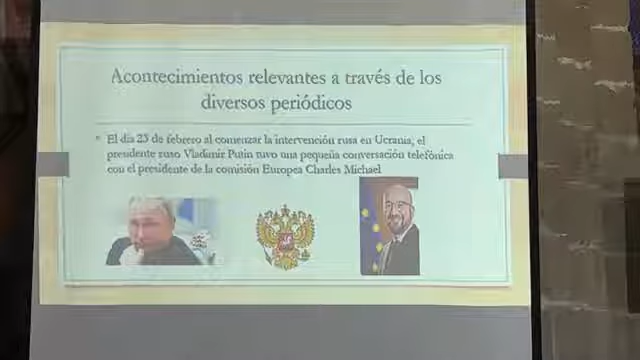 Acontecimientos relevantes a través de los
diversos periódicos
El día 25 de febrero al comenzar la intervención rusa en Ucrania, el
presidente ruso Vladimir Putin tuvo una pequeña conversación telefónica
con el presidente de la comisión Europea Charles Michael